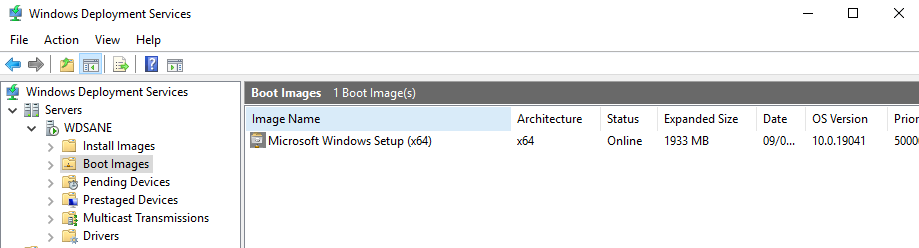 Windows Deployment Services
File Action View Help
Windows Deployment Services
Servers
WDSANE
Install Images
Boot Images
Pending Devices
Prestaged Devices
Multicast Transmissions
Drivers
Boot Images 1 Boot Image(s)
Image Name Architecture Status Expanded Size Date OS Version Prior
Microsoft Windows Setup (x64) x64 Online 1933 MB 09/0... 10.0.19041 50000